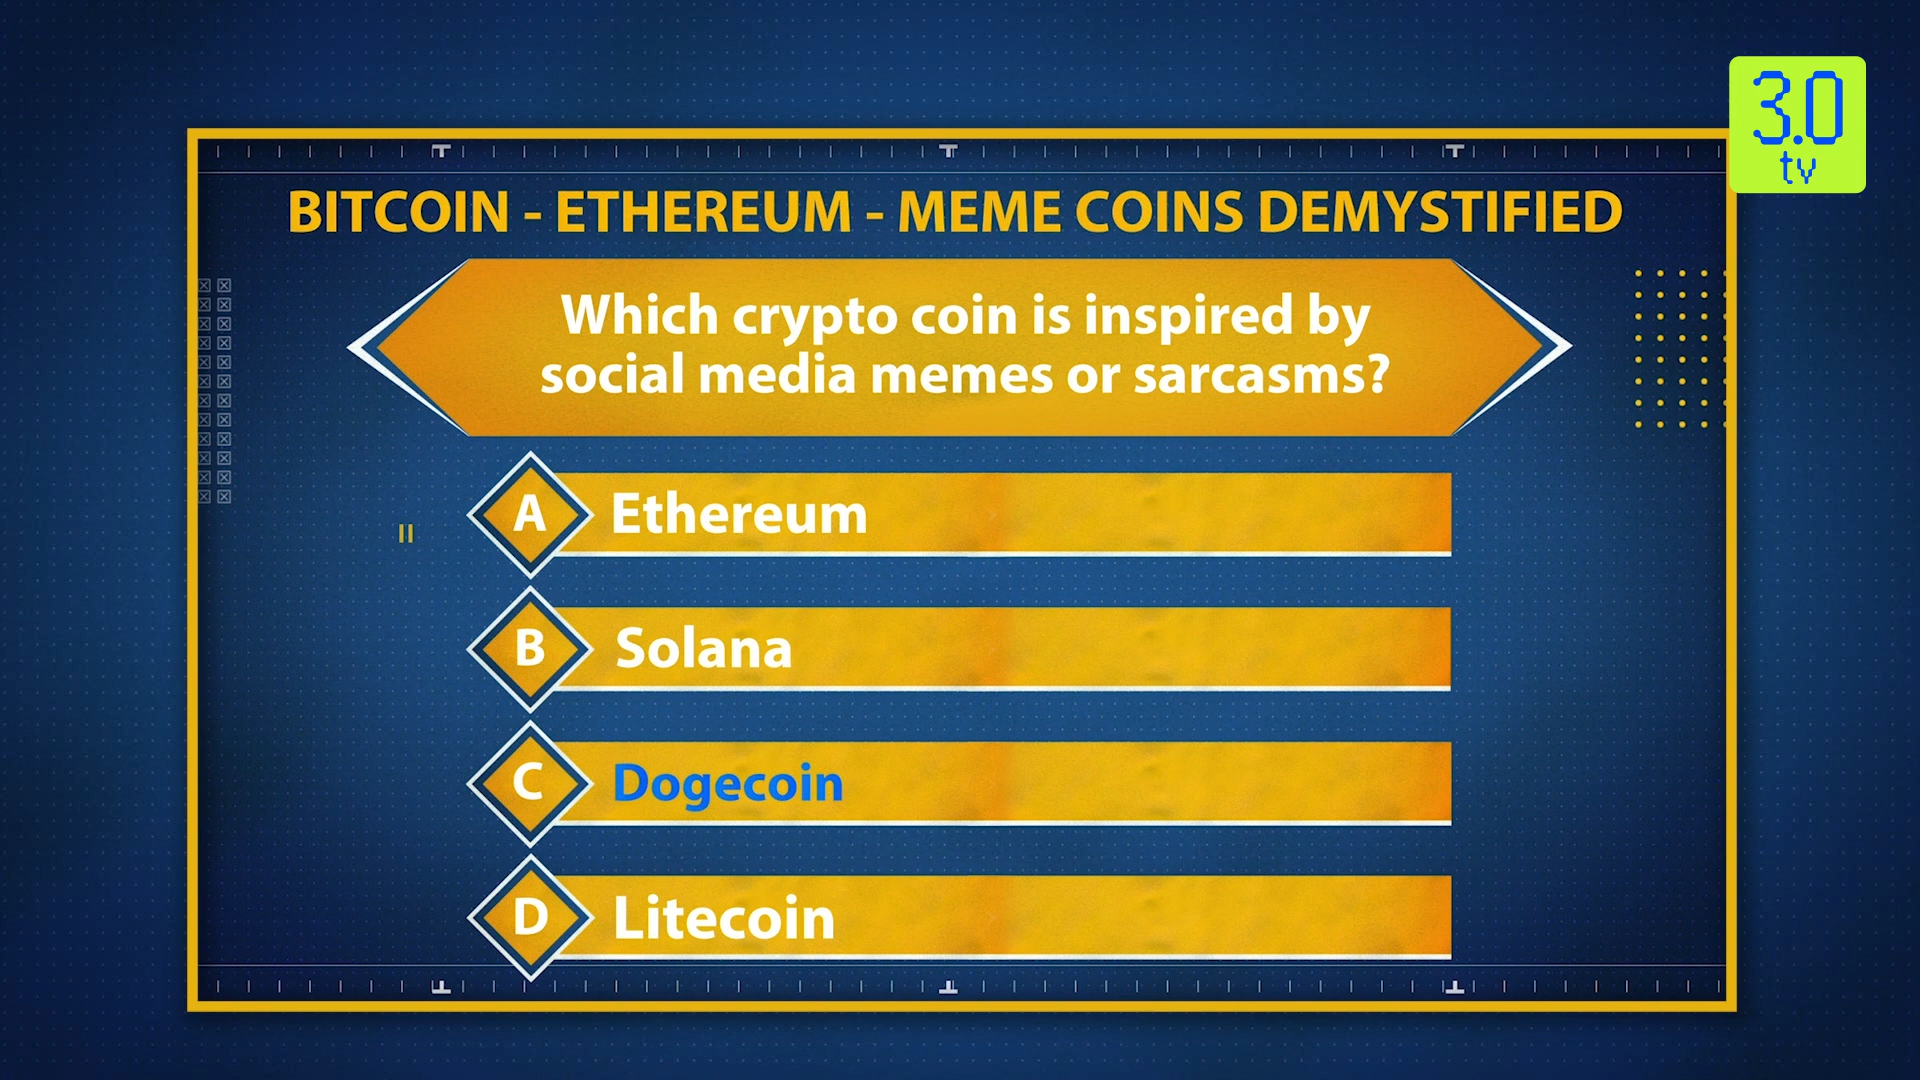 3.0
tv
BITCOIN - ETHEREUM - MEME COINS DEMYSTIFIED
Which crypto coin is inspired by
social media memes or sarcasms?
A Ethereum
B Solana
C Dogecoin
D Litecoin